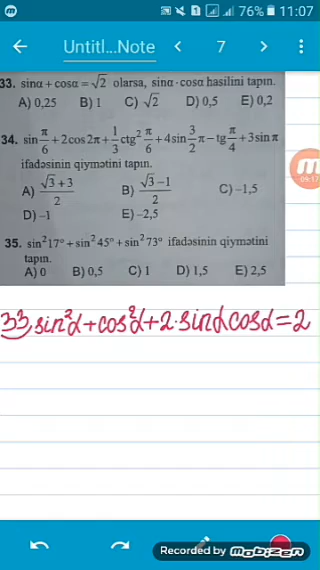 76% 11:07
Untitl...Note
7
33. sinα + cosα = √2 olarsa, sinα · cosα hasilini tapın.
A) 0,25 B) 1 C) √2 D) 0,5 E) 0,2
34. sin π/6 + 2cos2π + 1/3 ctg² π/6 + 4sin 3/2 π − tg π/4 + 3sin π
ifadəsinin qiymətini tapın.
A) (√3 + 3)/2 B) (√3 − 1)/2 C) −1,5
D) −1 E) −2,5
35. sin²17° + sin²45° + sin²73° ifadəsinin qiymətini
tapın.
A) 0 B) 0,5 C) 1 D) 1,5 E) 2,5
09:17
33 sin²α + cos²α + 2 · sinα cosα = 2
Recorded by mobizen